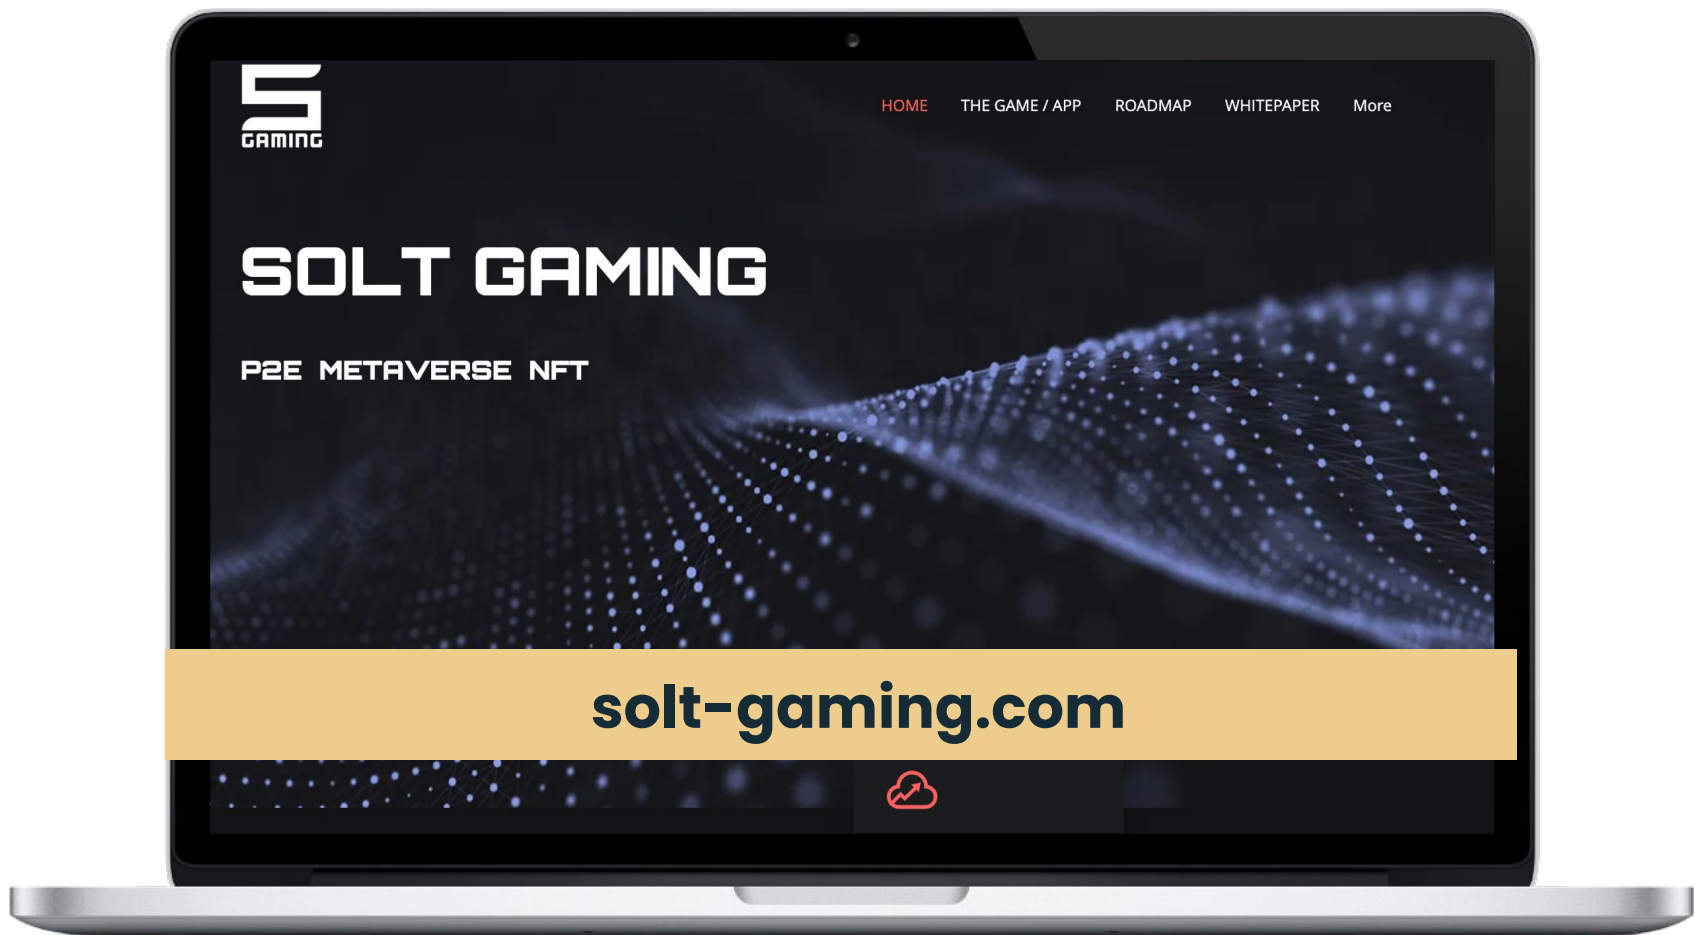 GAMING
HOME THE GAME / APP ROADMAP WHITEPAPER More
SOLT GAMING
P2E METAVERSE NFT
solt-gaming.com